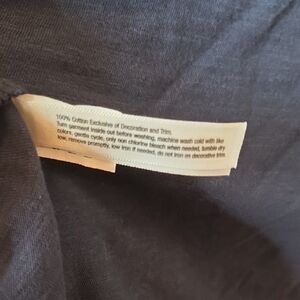 100% Cotton Exclusive of Decoration and Trim.
Turn garment inside out before washing, machine wash cold with like
colors, gentle cycle, only non chlorine bleach when needed, tumble dry
low, remove promptly, low iron if needed, do not iron on decorative trim.